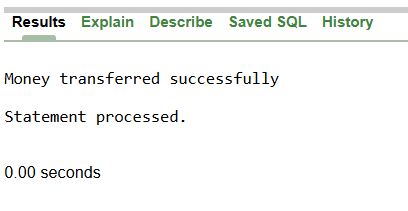 Results Explain Describe Saved SQL History
Money transferred successfully
Statement processed.
0.00 seconds